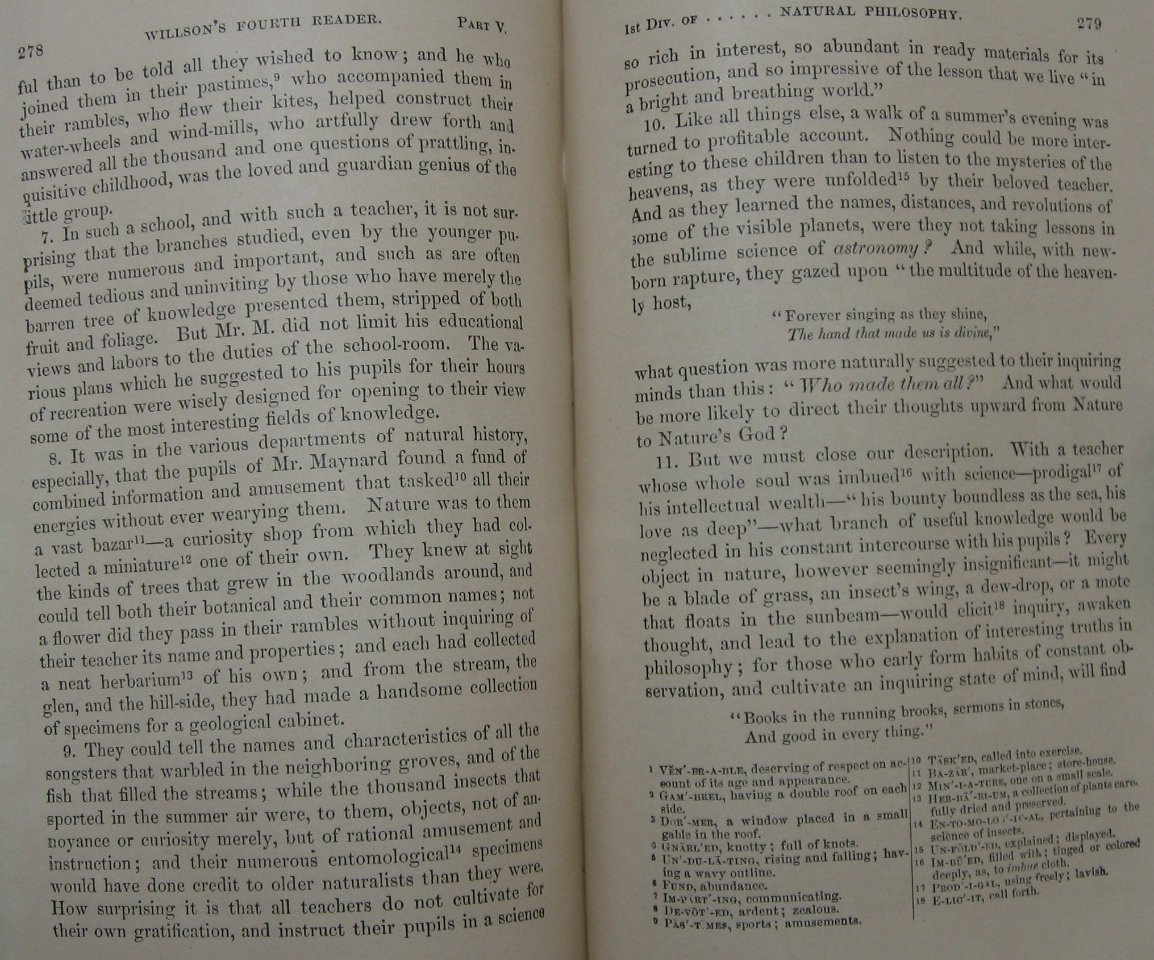 278
WILLSON'S FOURTH READER.
PART V.
ful than to be told all they wished to know; and he who
joined them in their pastimes,⁹ who accompanied them in
their rambles, who flew their kites, helped construct their
water-wheels and wind-mills, who artfully drew forth and
answered all the thousand and one questions of prattling, in-
quisitive childhood, was the loved and guardian genius of the
little group.
7. In such a school, and with such a teacher, it is not sur-
prising that the branches studied, even by the younger pu-
pils, were numerous and important, and such as are often
deemed tedious and uninviting by those who have merely the
barren tree of knowledge presented them, stripped of both
fruit and foliage. But Mr. M. did not limit his educational
views and labors to the duties of the school-room. The va-
rious plans which he suggested to his pupils for their hours
of recreation were wisely designed for opening to their view
some of the most interesting fields of knowledge.
8. It was in the various departments of natural history,
especially, that the pupils of Mr. Maynard found a fund of
combined information and amusement that tasked¹⁰ all their
energies without ever wearying them. Nature was to them
a vast bazar¹¹—a curiosity shop from which they had col-
lected a miniature¹² one of their own. They knew at sight
the kinds of trees that grew in the woodlands around, and
could tell both their botanical and their common names; not
a flower did they pass in their rambles without inquiring of
their teacher its name and properties; and each had collected
a neat herbarium¹³ of his own; and from the stream, the
glen, and the hill-side, they had made a handsome collection
of specimens for a geological cabinet.
9. They could tell the names and characteristics of all the
songsters that warbled in the neighboring groves, and of the
fish that filled the streams; while the thousand insects that
sported in the summer air were, to them, objects, not of an-
noyance or curiosity merely, but of rational amusement and
instruction; and their numerous entomological¹⁴ specimens
would have done credit to older naturalists than they were.
How surprising it is that all teachers do not cultivate for
their own gratification, and instruct their pupils in a science
1st DIV. OF . . . . . . NATURAL PHILOSOPHY.
279
so rich in interest, so abundant in ready materials for its
prosecution, and so impressive of the lesson that we live "in
a bright and breathing world."
10. Like all things else, a walk of a summer's evening was
turned to profitable account. Nothing could be more inter-
esting to these children than to listen to the mysteries of the
heavens, as they were unfolded¹⁵ by their beloved teacher.
And as they learned the names, distances, and revolutions of
some of the visible planets, were they not taking lessons in
the sublime science of astronomy? And while, with new-
born rapture, they gazed upon "the multitude of the heaven-
ly host,
"Forever singing as they shine,
The hand that made us is divine,"
what question was more naturally suggested to their inquiring
minds than this: "Who made them all?" And what would
be more likely to direct their thoughts upward from Nature
to Nature's God?
11. But we must close our description. With a teacher
whose whole soul was imbued¹⁶ with science—prodigal¹⁷ of
his intellectual wealth—"his bounty boundless as the sea, his
love as deep"—what branch of useful knowledge would be
neglected in his constant intercourse with his pupils? Every
object in nature, however seemingly insignificant—it might
be a blade of grass, an insect's wing, a dew-drop, or a mote
that floats in the sunbeam—would elicit¹⁸ inquiry, awaken
thought, and lead to the explanation of interesting truths in
philosophy; for those who early form habits of constant ob-
servation, and cultivate an inquiring state of mind, will find
"Books in the running brooks, sermons in stones,
And good in every thing."
¹ VĔN'-ER-A-BLE, deserving of respect on ac-
count of its age and appearance.
² GAM'-BREL, having a double roof on each
side.
³ DOR'-MER, a window placed in a small
gable in the roof.
⁴ GNÄRL'ED, knotty; full of knots.
⁵ UN'-DU-LĀ-TING, rising and falling; hav-
ing a wavy outline.
⁶ FUND, abundance.
⁷ IM-PÄRT'-ING, communicating.
⁸ DE-VŌT'-ED, ardent; zealous.
⁹ PĂS'-TIMES, sports; amusements.
¹⁰ TĂSK'ED, called into exercise.
¹¹ BA-ZÄR', market-place; store-house.
¹² MIN'-I-A-TURE, one on a small scale.
¹³ HER-BĀ'-RI-UM, a collection of plants care-
fully dried and preserved.
¹⁴ EN-TO-MO-LOG'-IC-AL, pertaining to the
science of insects.
¹⁵ UN-FŌLD'-ED, explained; displayed.
¹⁶ IM-BŪ'ED, filled with; tinged or colored
deeply, as, to imbue cloth.
¹⁷ PROD'-I-GAL, using freely; lavish.
¹⁸ E-LIC'-IT, call forth.